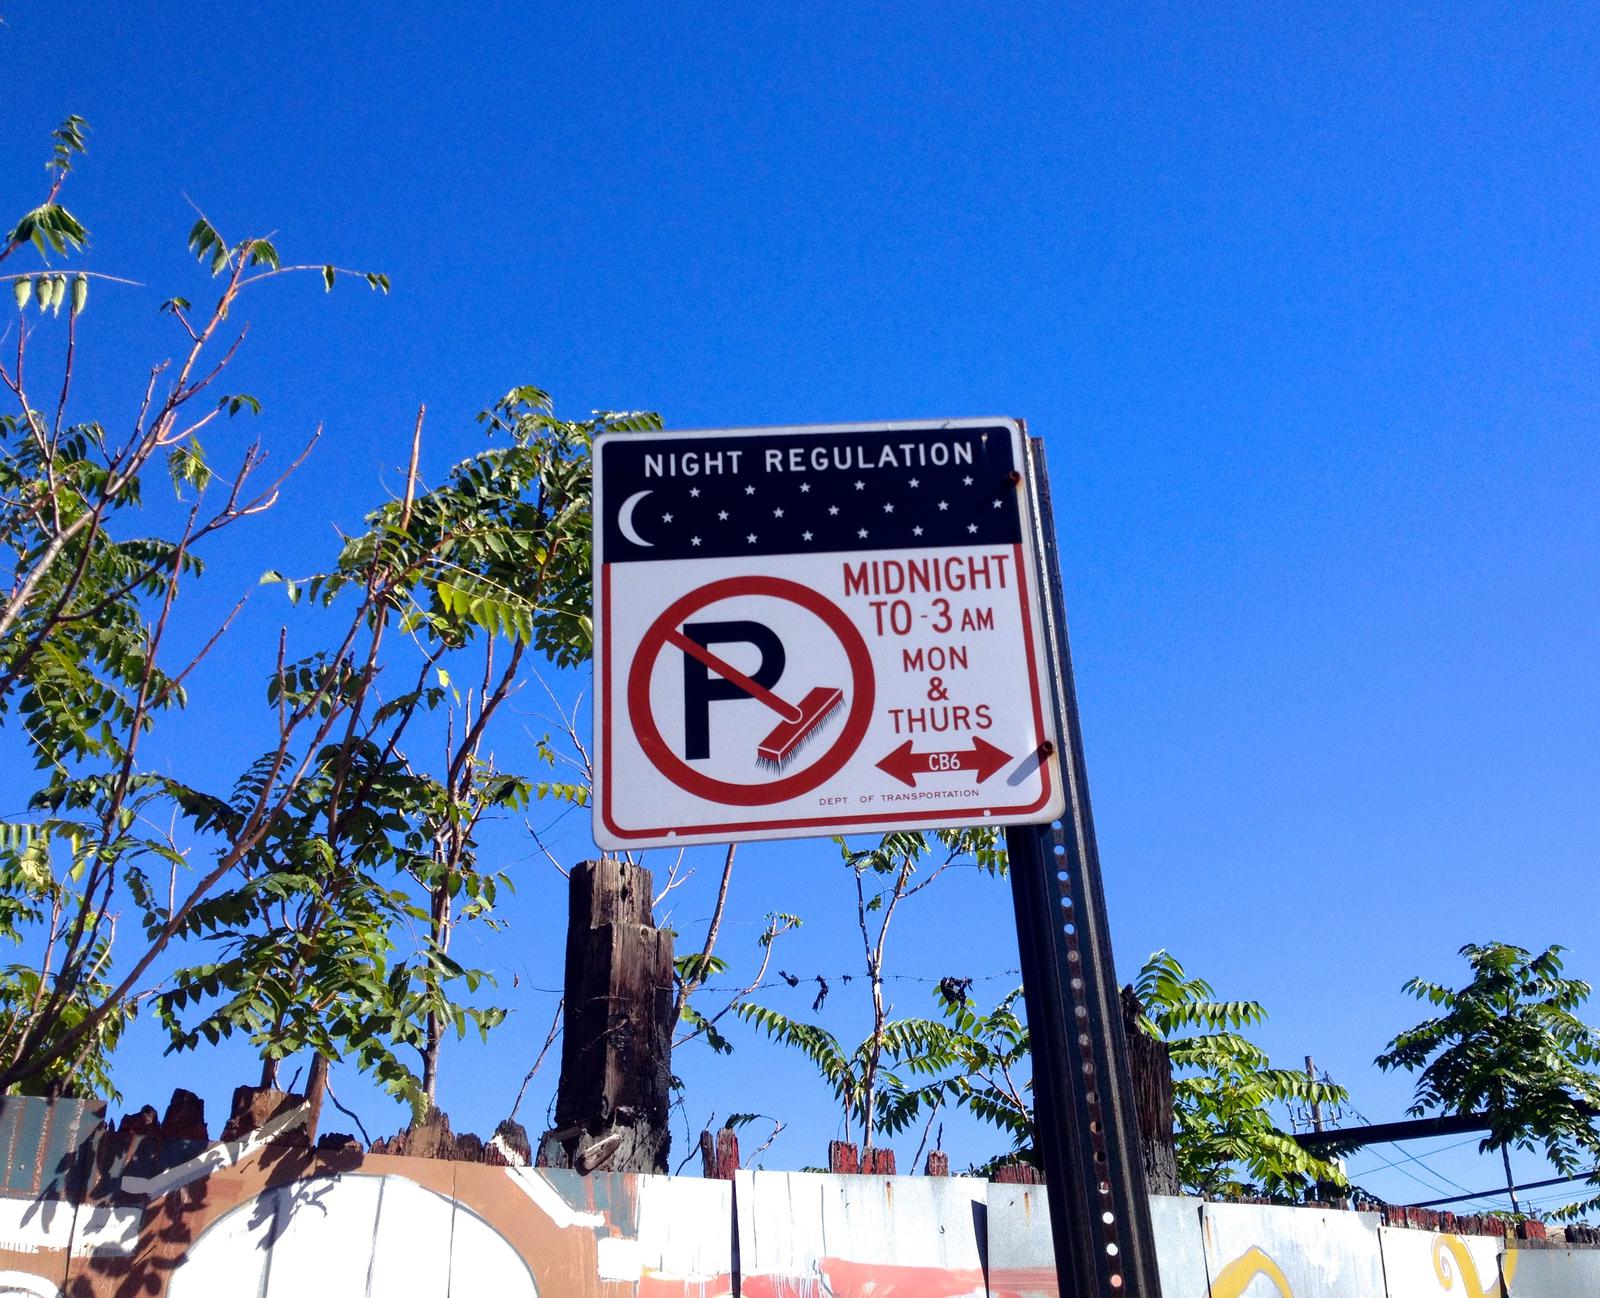 NIGHT REGULATION
MIDNIGHT
TO - 3 AM
MON
&
THURS
P
CB6
DEPT. OF TRANSPORTATION